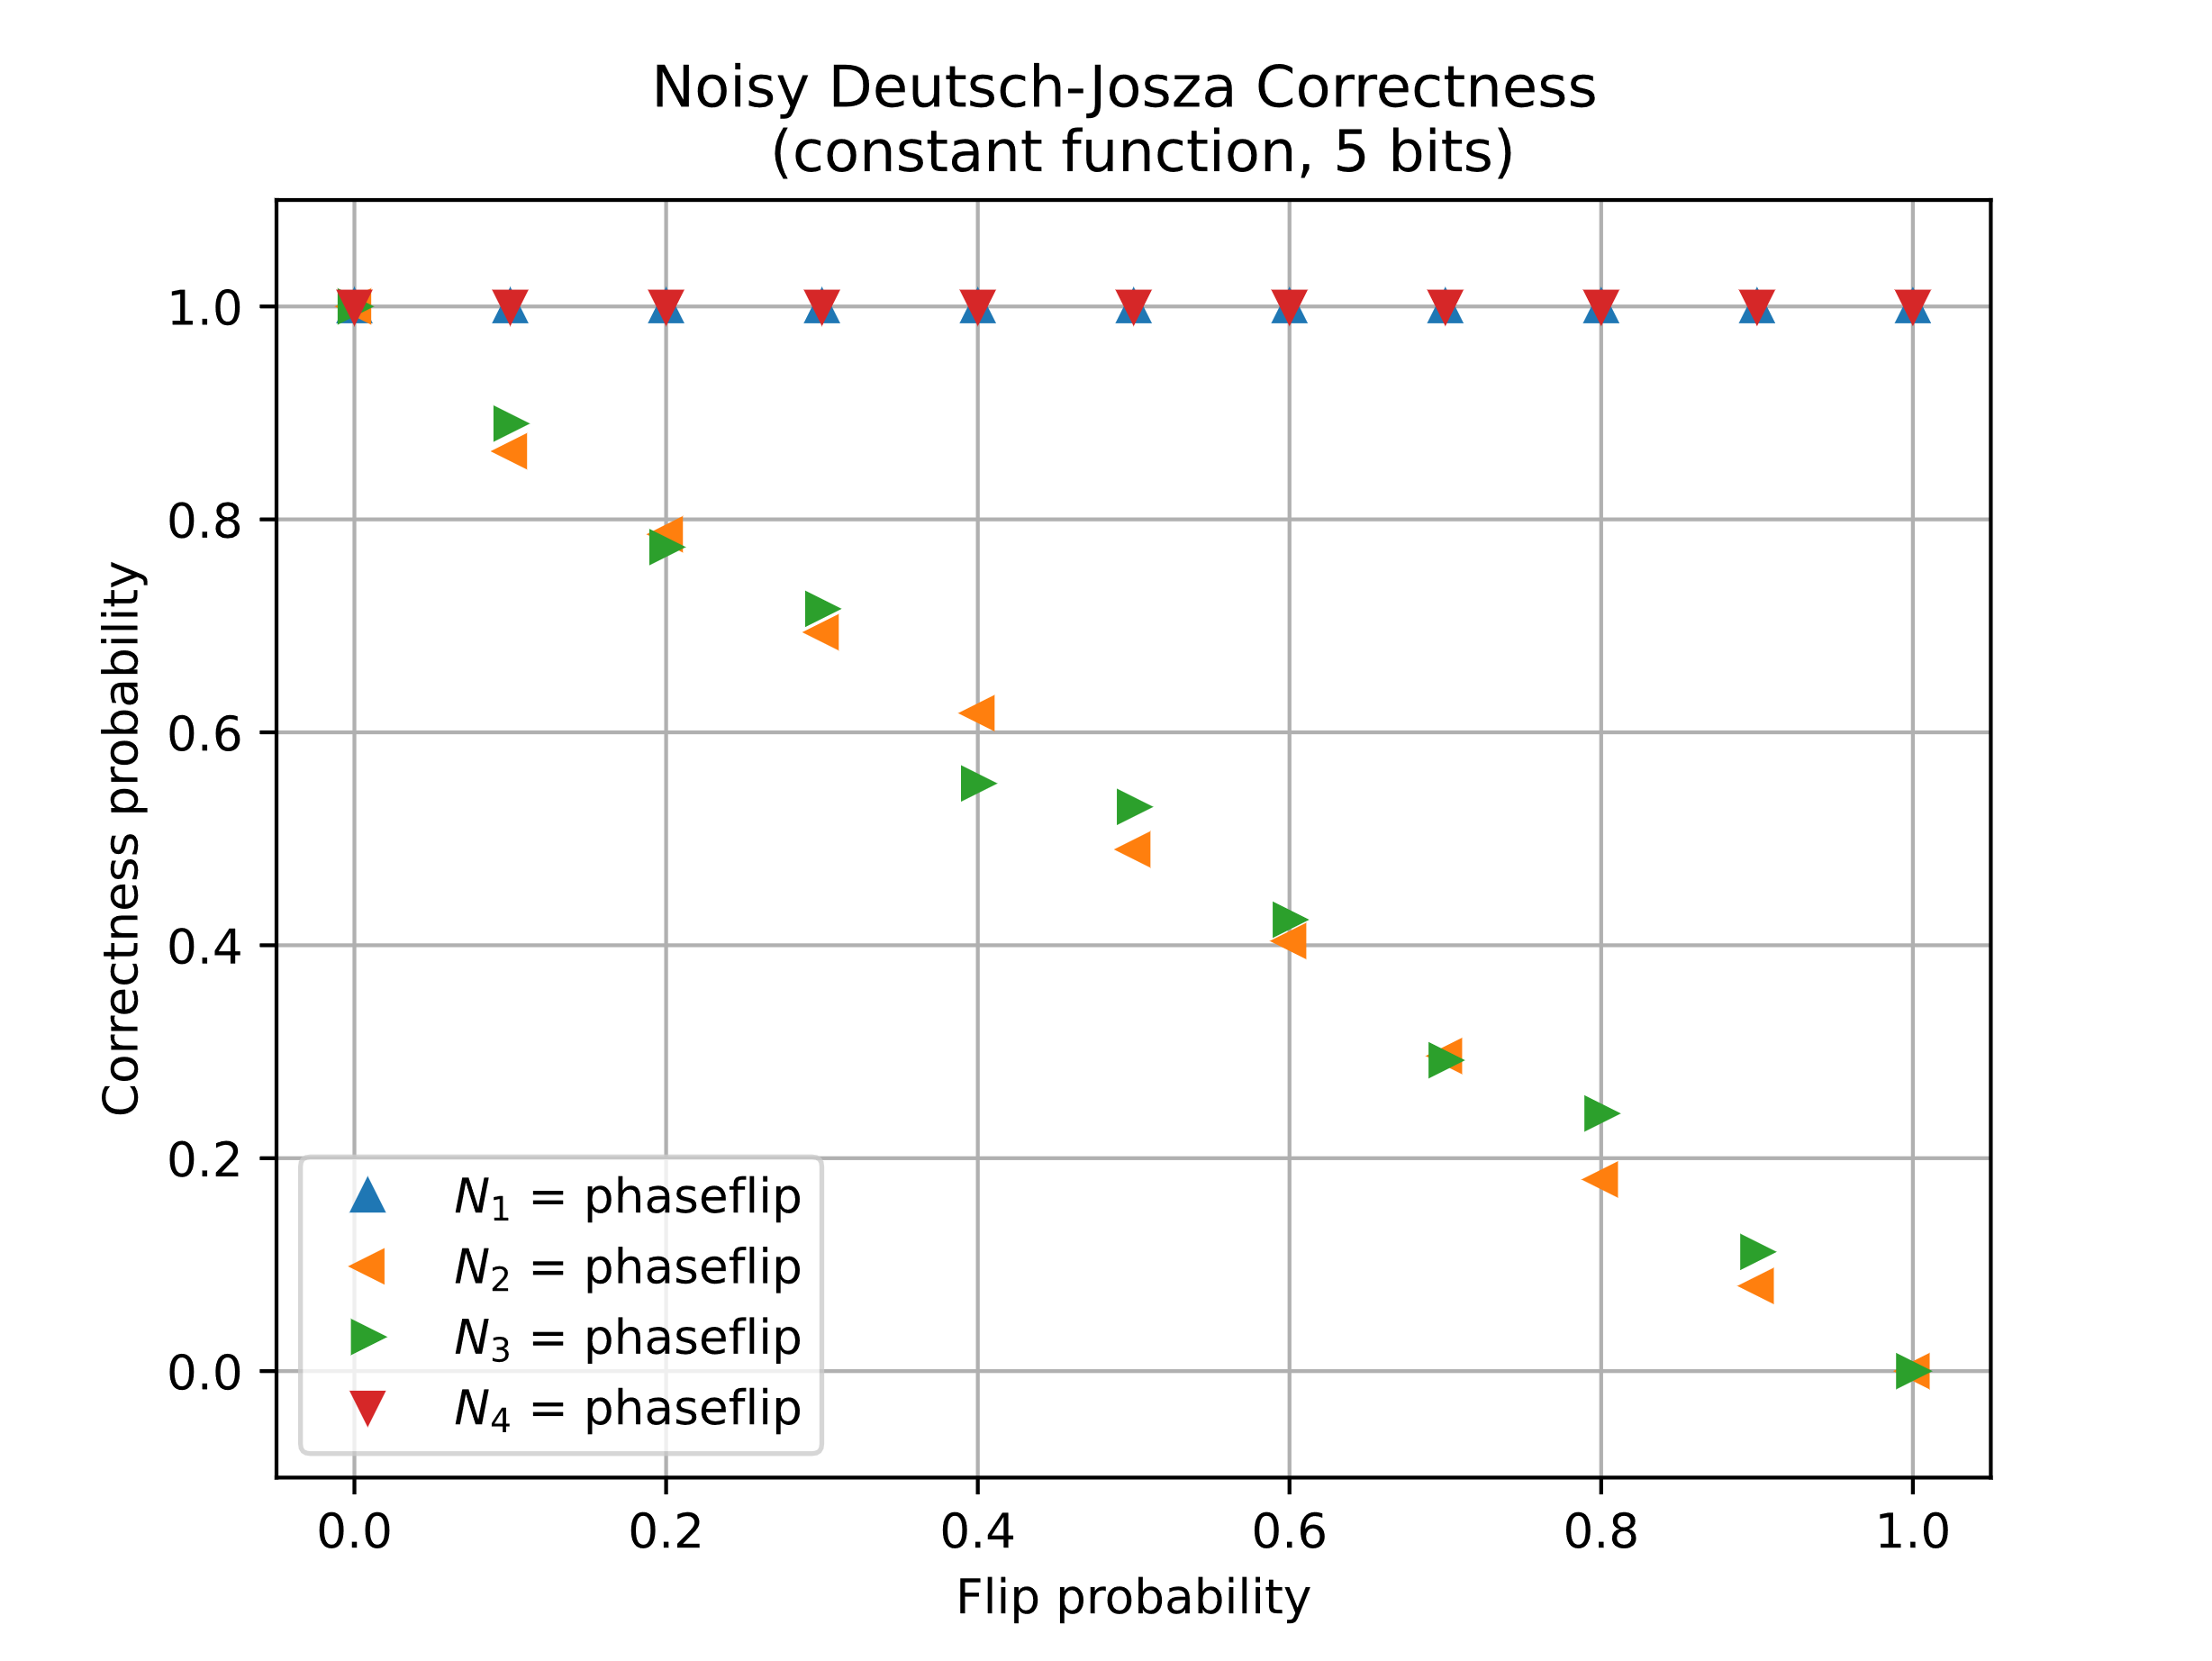 Noisy Deutsch-Josza Correctness
(constant function, 5 bits)
Correctness probability
1.0
0.8
0.6
0.4
0.2
0.0
N₁ = phaseflip
N₂ = phaseflip
N₃ = phaseflip
N₄ = phaseflip
0.0 0.2 0.4 0.6 0.8 1.0
Flip probability